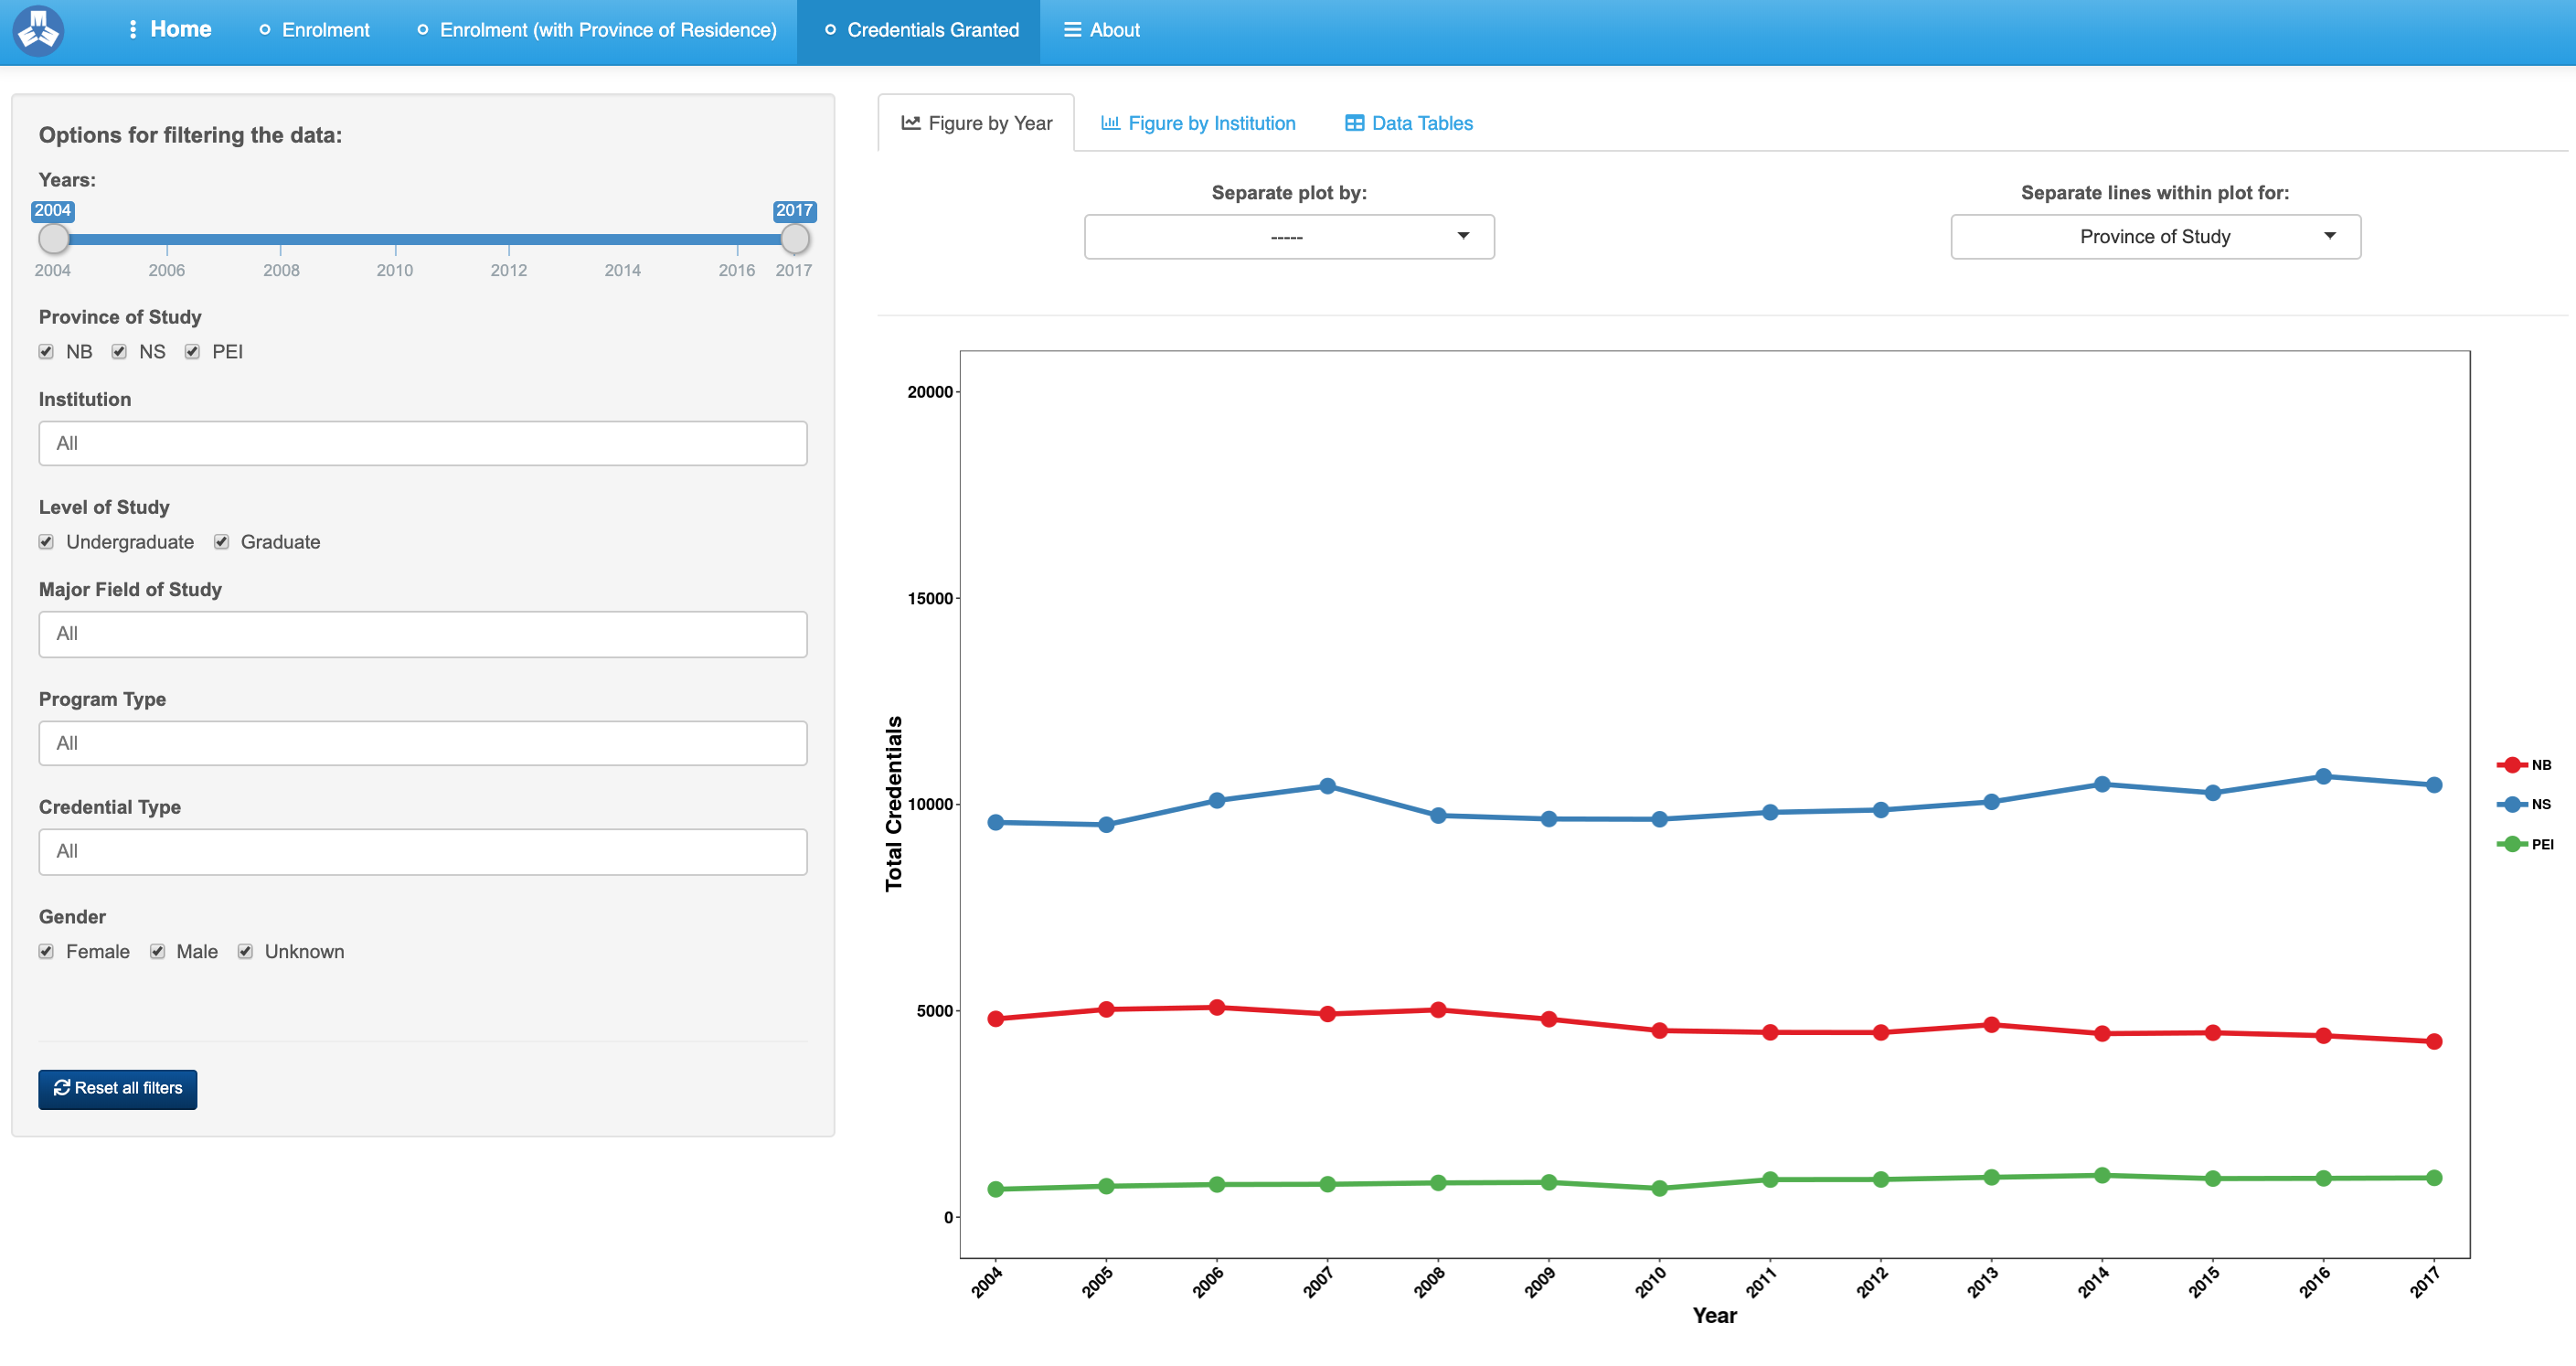 Home Enrolment Enrolment (with Province of Residence) Credentials Granted About
Options for filtering the data:
Years:
2004 2017
2004 2006 2008 2010 2012 2014 2016 2017
Province of Study
NB NS PEI
Institution
All
Level of Study
Undergraduate Graduate
Major Field of Study
All
Program Type
All
Credential Type
All
Gender
Female Male Unknown
Reset all filters
Figure by Year Figure by Institution Data Tables
Separate plot by: Separate lines within plot for:
----- Province of Study
20000
15000
10000
5000
0
Total Credentials
2004 2005 2006 2007 2008 2009 2010 2011 2012 2013 2014 2015 2016 2017
Year
NB
NS
PEI